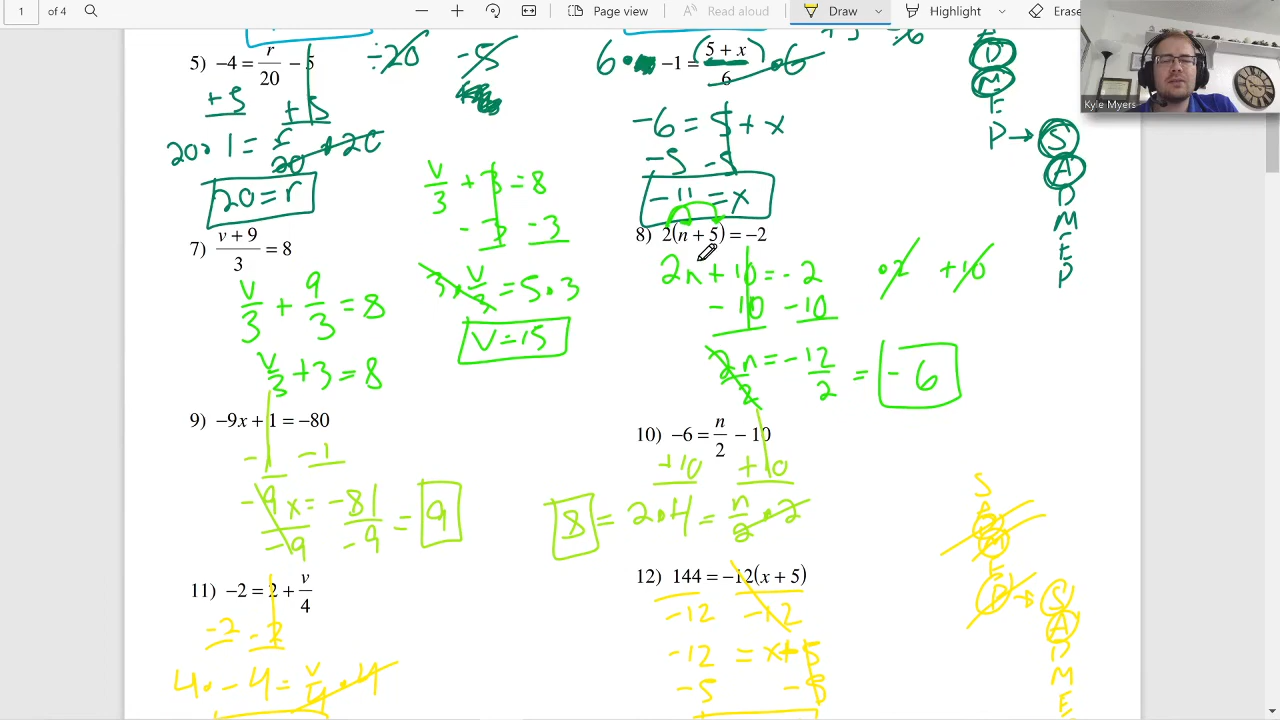 1 of 4 Page view Read aloud Draw Highlight Erase
Kyle Myers
5) −4 = r/20 − 5 ÷20 -5
+5 +5
20• 1 = r/20 •20
20 = r
6 • −1 = (5 + x)/6 •6
-6 = 5 + x
-5 -5
-11 = x
D
M
E
P → S
A
D
M
E
P
7) (v + 9)/3 = 8
v/3 + 9/3 = 8
v/3 + 3 = 8
v/3 + 3 = 8
- 3 -3
3 • v/3 = 5 • 3
v = 15
8) 2(n + 5) = −2
2n + 10 = -2 •2 +10
- 10 -10
2n/2 = -12/2 = -6
9) −9x + 1 = −80
-1 -1
-9x/-9 = -81/-9 = 9
10) −6 = n/2 − 10
+10 +10
8 = 2•4 = n/2 •2
11) −2 = 2 + v/4
-2 -2
4• -4 = v/4 •4
12) 144 = −12(x + 5)
-12 -12
-12 = x+5
-5 -5
S
A
D
M
E
P → S
A
D
M
E